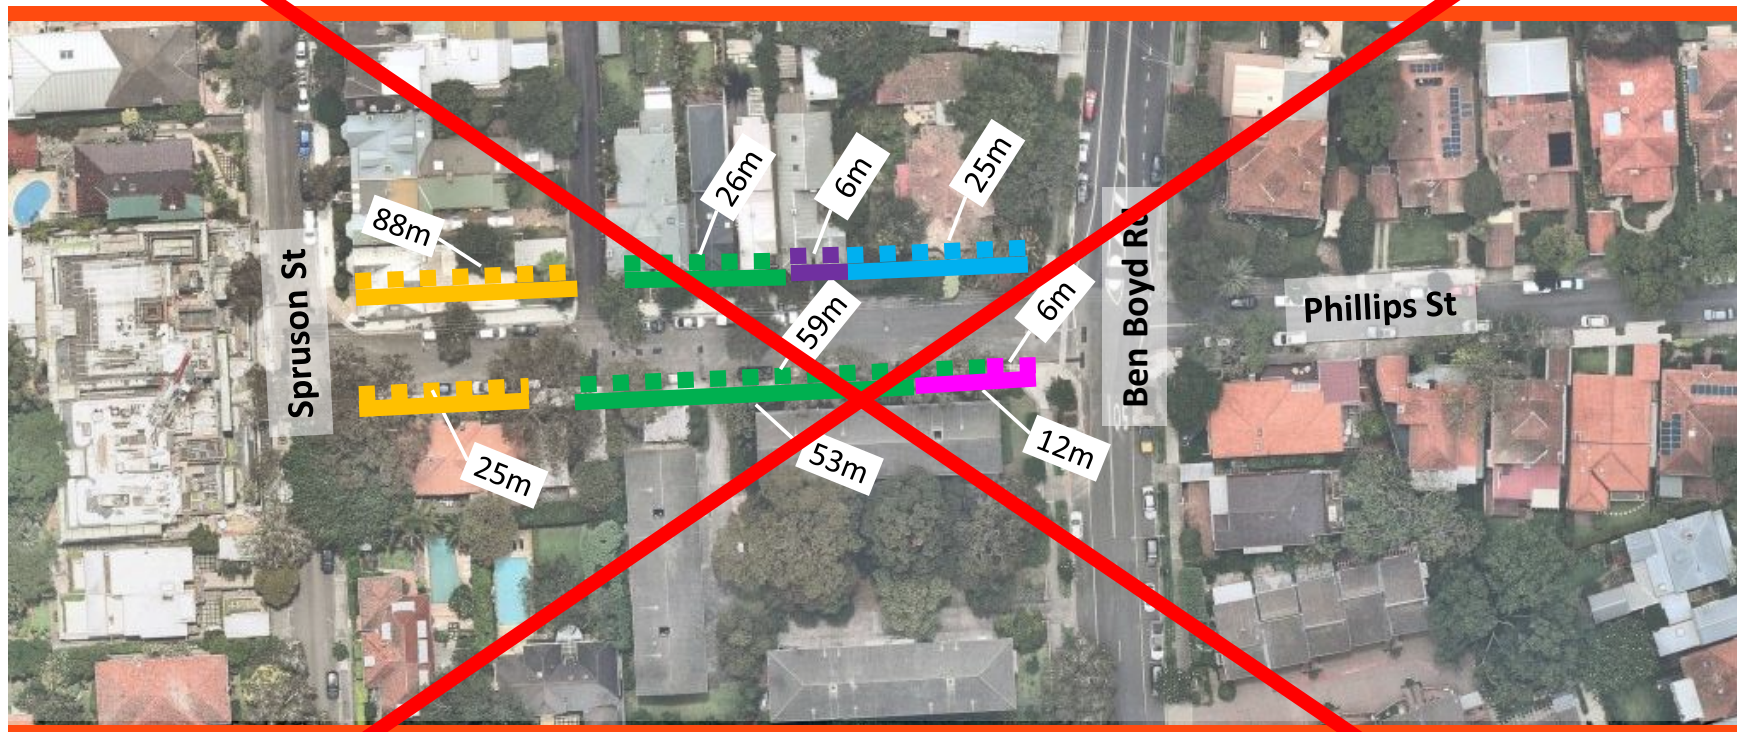 26m
6m
25m
88m
Spruson St
59m
6m
Ben Boyd Rd
Phillips St
25m
53m
12m